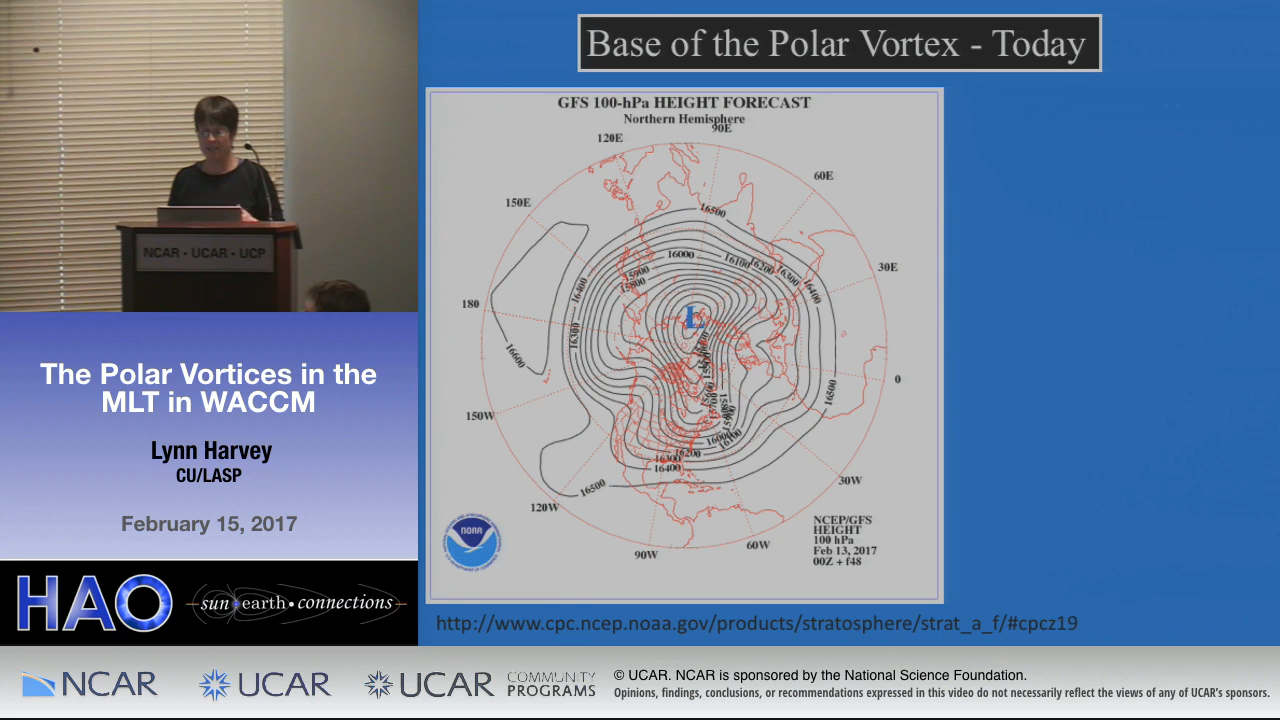 Base of the Polar Vortex - Today
GFS 100-hPa HEIGHT FORECAST
Northern Hemisphere
90E
120E
60E
150E
16500
30E
16000
16100
16200
16300
16400
15900
15800
16400
180
L
16300
16600
0
16500
150W
16000
16100
16200
16300
16400
16500
30W
120W
60W
90W
NOAA
NCEP/GFS
HEIGHT
100 hPa
Feb 13, 2017
00Z + f48
http://www.cpc.ncep.noaa.gov/products/stratosphere/strat_a_f/#cpcz19
NCAR - UCAR - UCP
The Polar Vortices in the
MLT in WACCM
Lynn Harvey
CU/LASP
February 15, 2017
HAO
sun•earth•connections
NCAR
UCAR
UCAR
COMMUNITY
PROGRAMS
© UCAR. NCAR is sponsored by the National Science Foundation.
Opinions, findings, conclusions, or recommendations expressed in this video do not necessarily reflect the views of any of UCAR's sponsors.